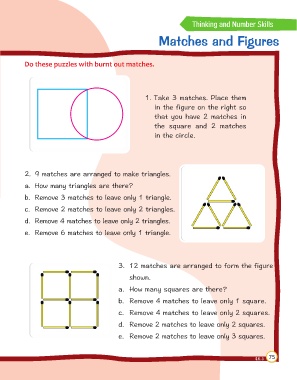 Thinking and Number Skills
Matches and Figures
Do these puzzles with burnt out matches.
1. Take 3 matches. Place them
in the figure on the right so
that you have 2 matches in
the square and 2 matches
in the circle.
2. 9 matches are arranged to make triangles.
a. How many triangles are there?
b. Remove 3 matches to leave only 1 triangle.
c. Remove 2 matches to leave only 2 triangles.
d. Remove 4 matches to leave only 2 triangles.
e. Remove 6 matches to leave only 1 triangle.
3. 12 matches are arranged to form the figure
shown.
a. How many squares are there?
b. Remove 4 matches to leave only 1 square.
c. Remove 4 matches to leave only 2 squares.
d. Remove 2 matches to leave only 2 squares.
e. Remove 2 matches to leave only 3 squares.
75